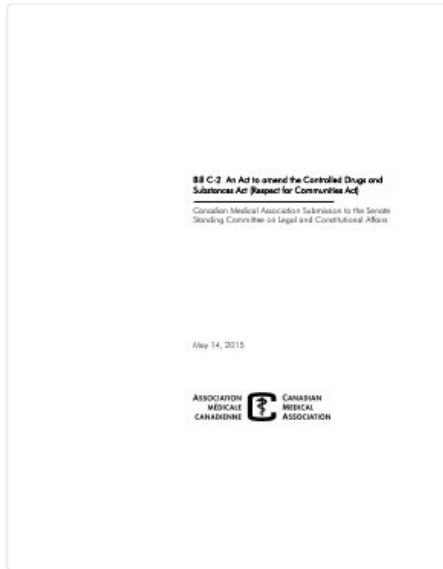 Bill C-2 An Act to amend the Controlled Drugs and
Substances Act (Respect for Communities Act)
Canadian Medical Association Submission to the Senate
Standing Committee on Legal and Constitutional Affairs
May 14, 2015
ASSOCIATION
MÉDICALE
CANADIENNE
CANADIAN
MEDICAL
ASSOCIATION